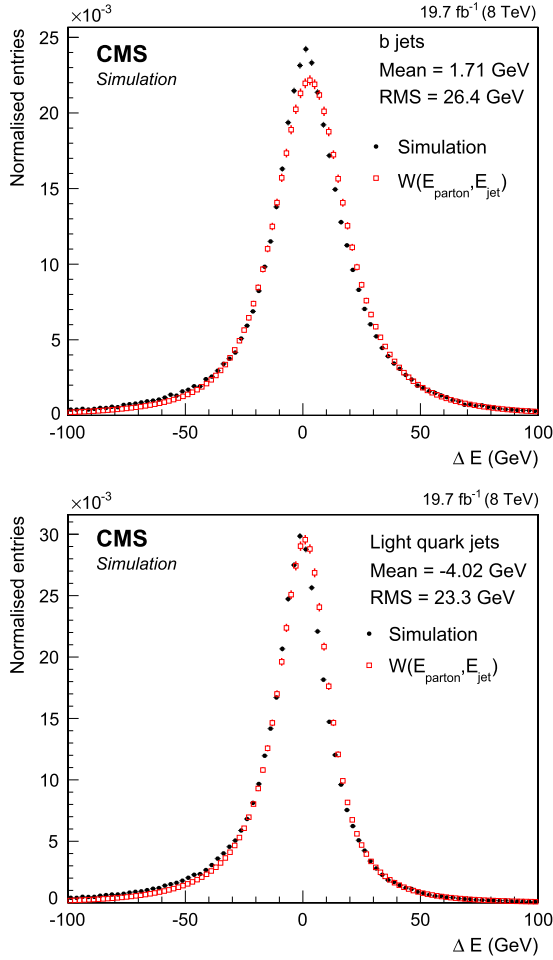 ×10⁻³
19.7 fb⁻¹ (8 TeV)
Normalised entries
25
20
15
10
5
0
CMS
Simulation
b jets
Mean = 1.71 GeV
RMS = 26.4 GeV
Simulation
W(E_parton,E_jet)
-100 -50 0 50 100
Δ E (GeV)
×10⁻³
19.7 fb⁻¹ (8 TeV)
Normalised entries
30
25
20
15
10
5
0
CMS
Simulation
Light quark jets
Mean = -4.02 GeV
RMS = 23.3 GeV
Simulation
W(E_parton,E_jet)
-100 -50 0 50 100
Δ E (GeV)